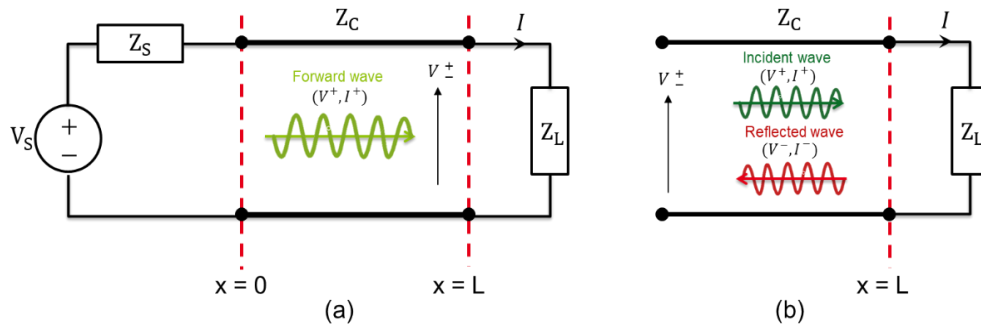 Z_S
Z_C
I
Forward wave
(V⁺, I⁺)
V ±
V_S
+
−
Z_L
x = 0
x = L
(a)
Z_C
I
Incident wave
(V⁺, I⁺)
V ±
Reflected wave
(V⁻, I⁻)
Z_L
x = L
(b)